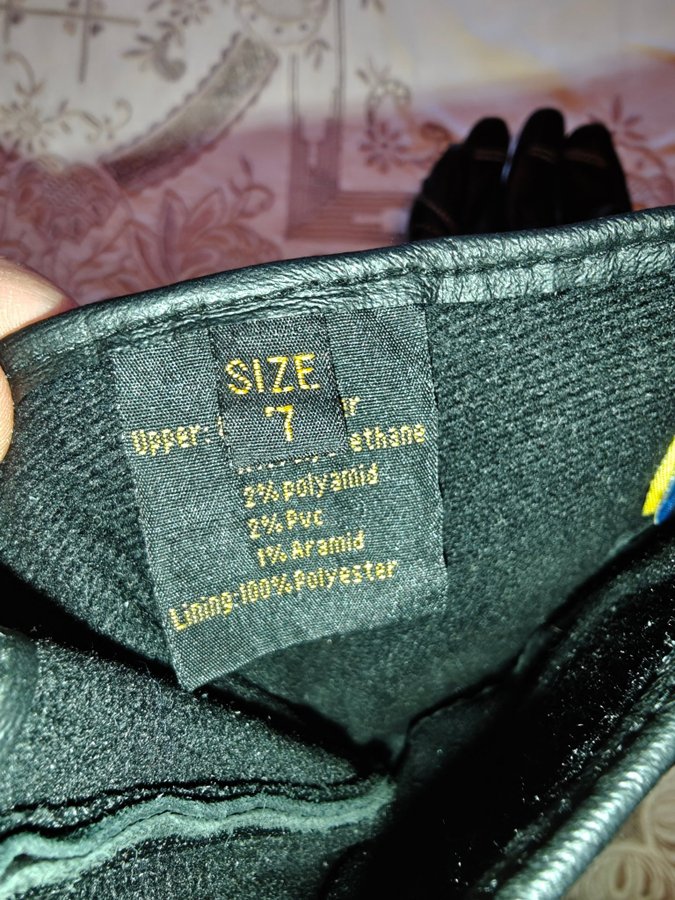 SIZE
7
Upper:
2% Polyamid
2% Pvc
1% Aramid
Lining:100% Polyester